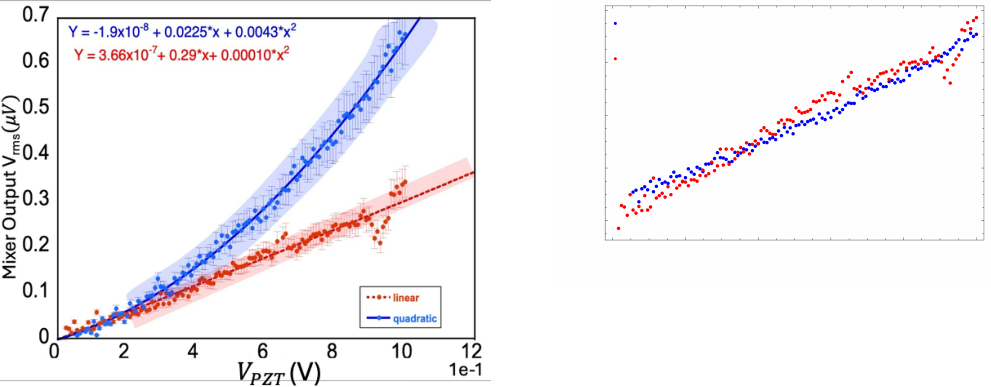 Y = -1.9x10⁻⁸ + 0.0225*x + 0.0043*x²
Y = 3.66x10⁻⁷+ 0.29*x+ 0.00010*x²
Mixer Output Vrms(μV)
0.7
0.6
0.5
0.4
0.3
0.2
0.1
0
linear
quadratic
0 2 4 6 8 10 12
1e-1
V_PZT (V)